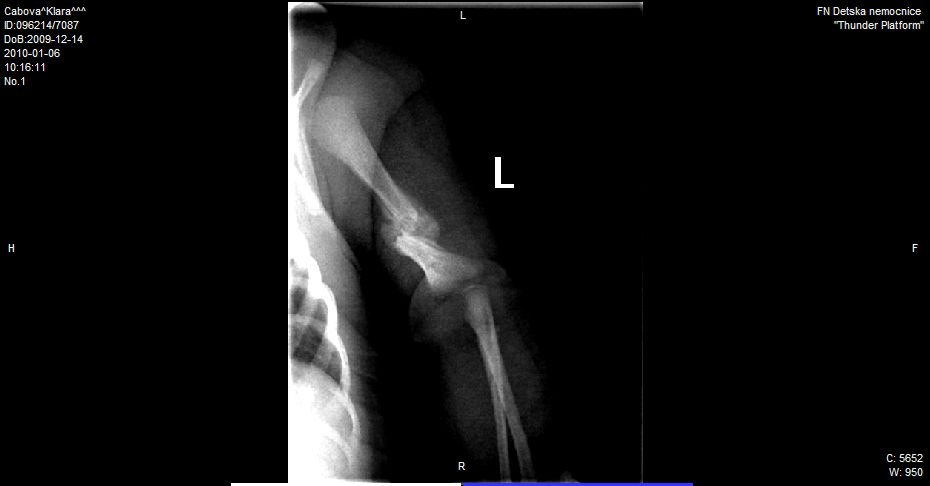 Cabova^Klara^^^
ID:096214/7087
DoB:2009-12-14
2010-01-06
10:16:11
No.1
FN Detska nemocnice
"Thunder Platform"
L
L
H
F
R
C: 5652
W: 950